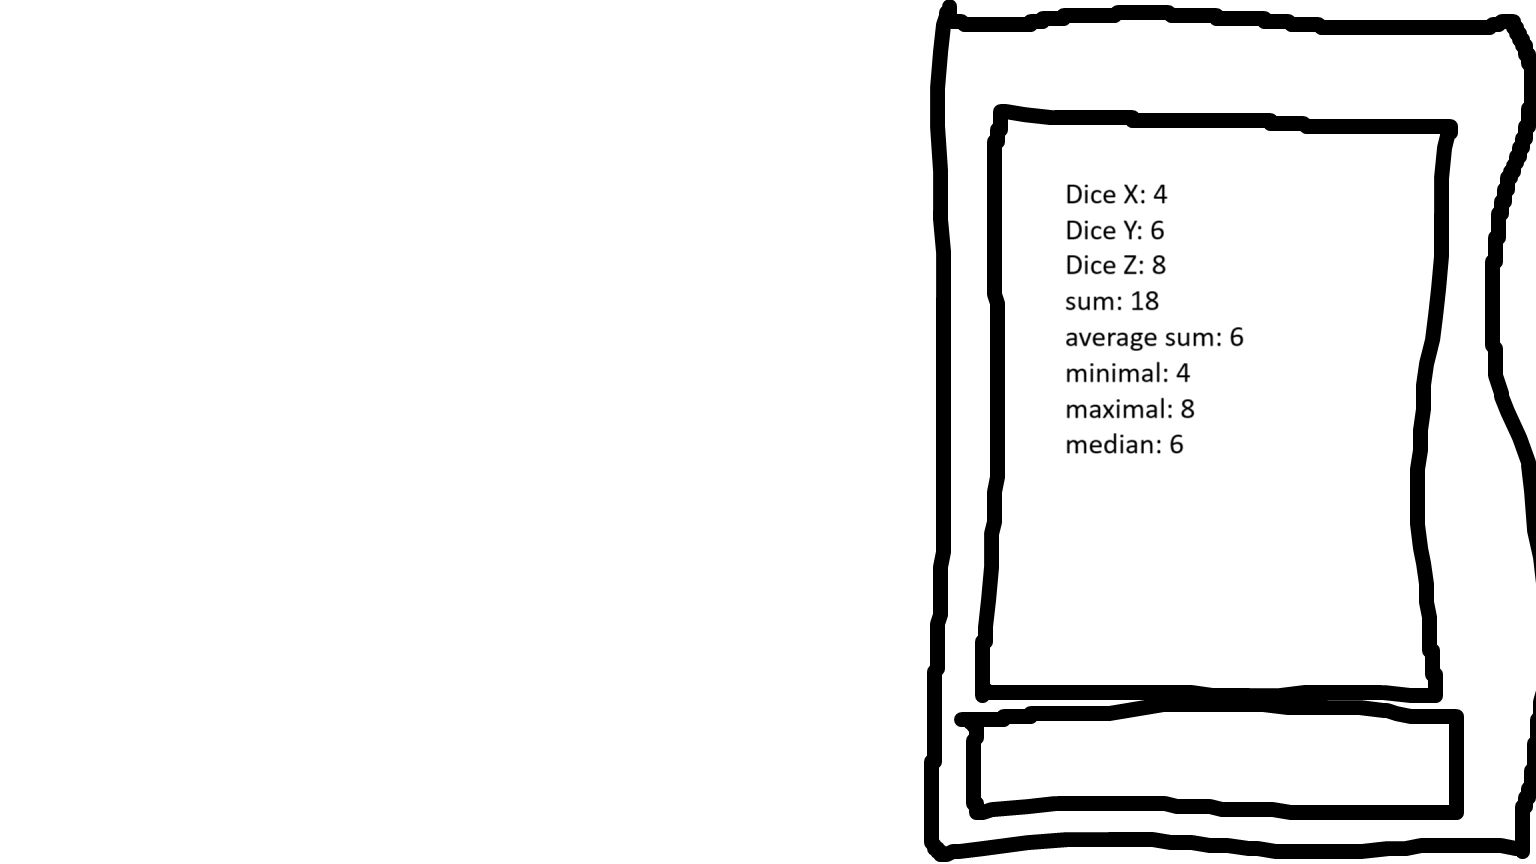 Dice X: 4
Dice Y: 6
Dice Z: 8
sum: 18
average sum: 6
minimal: 4
maximal: 8
median: 6